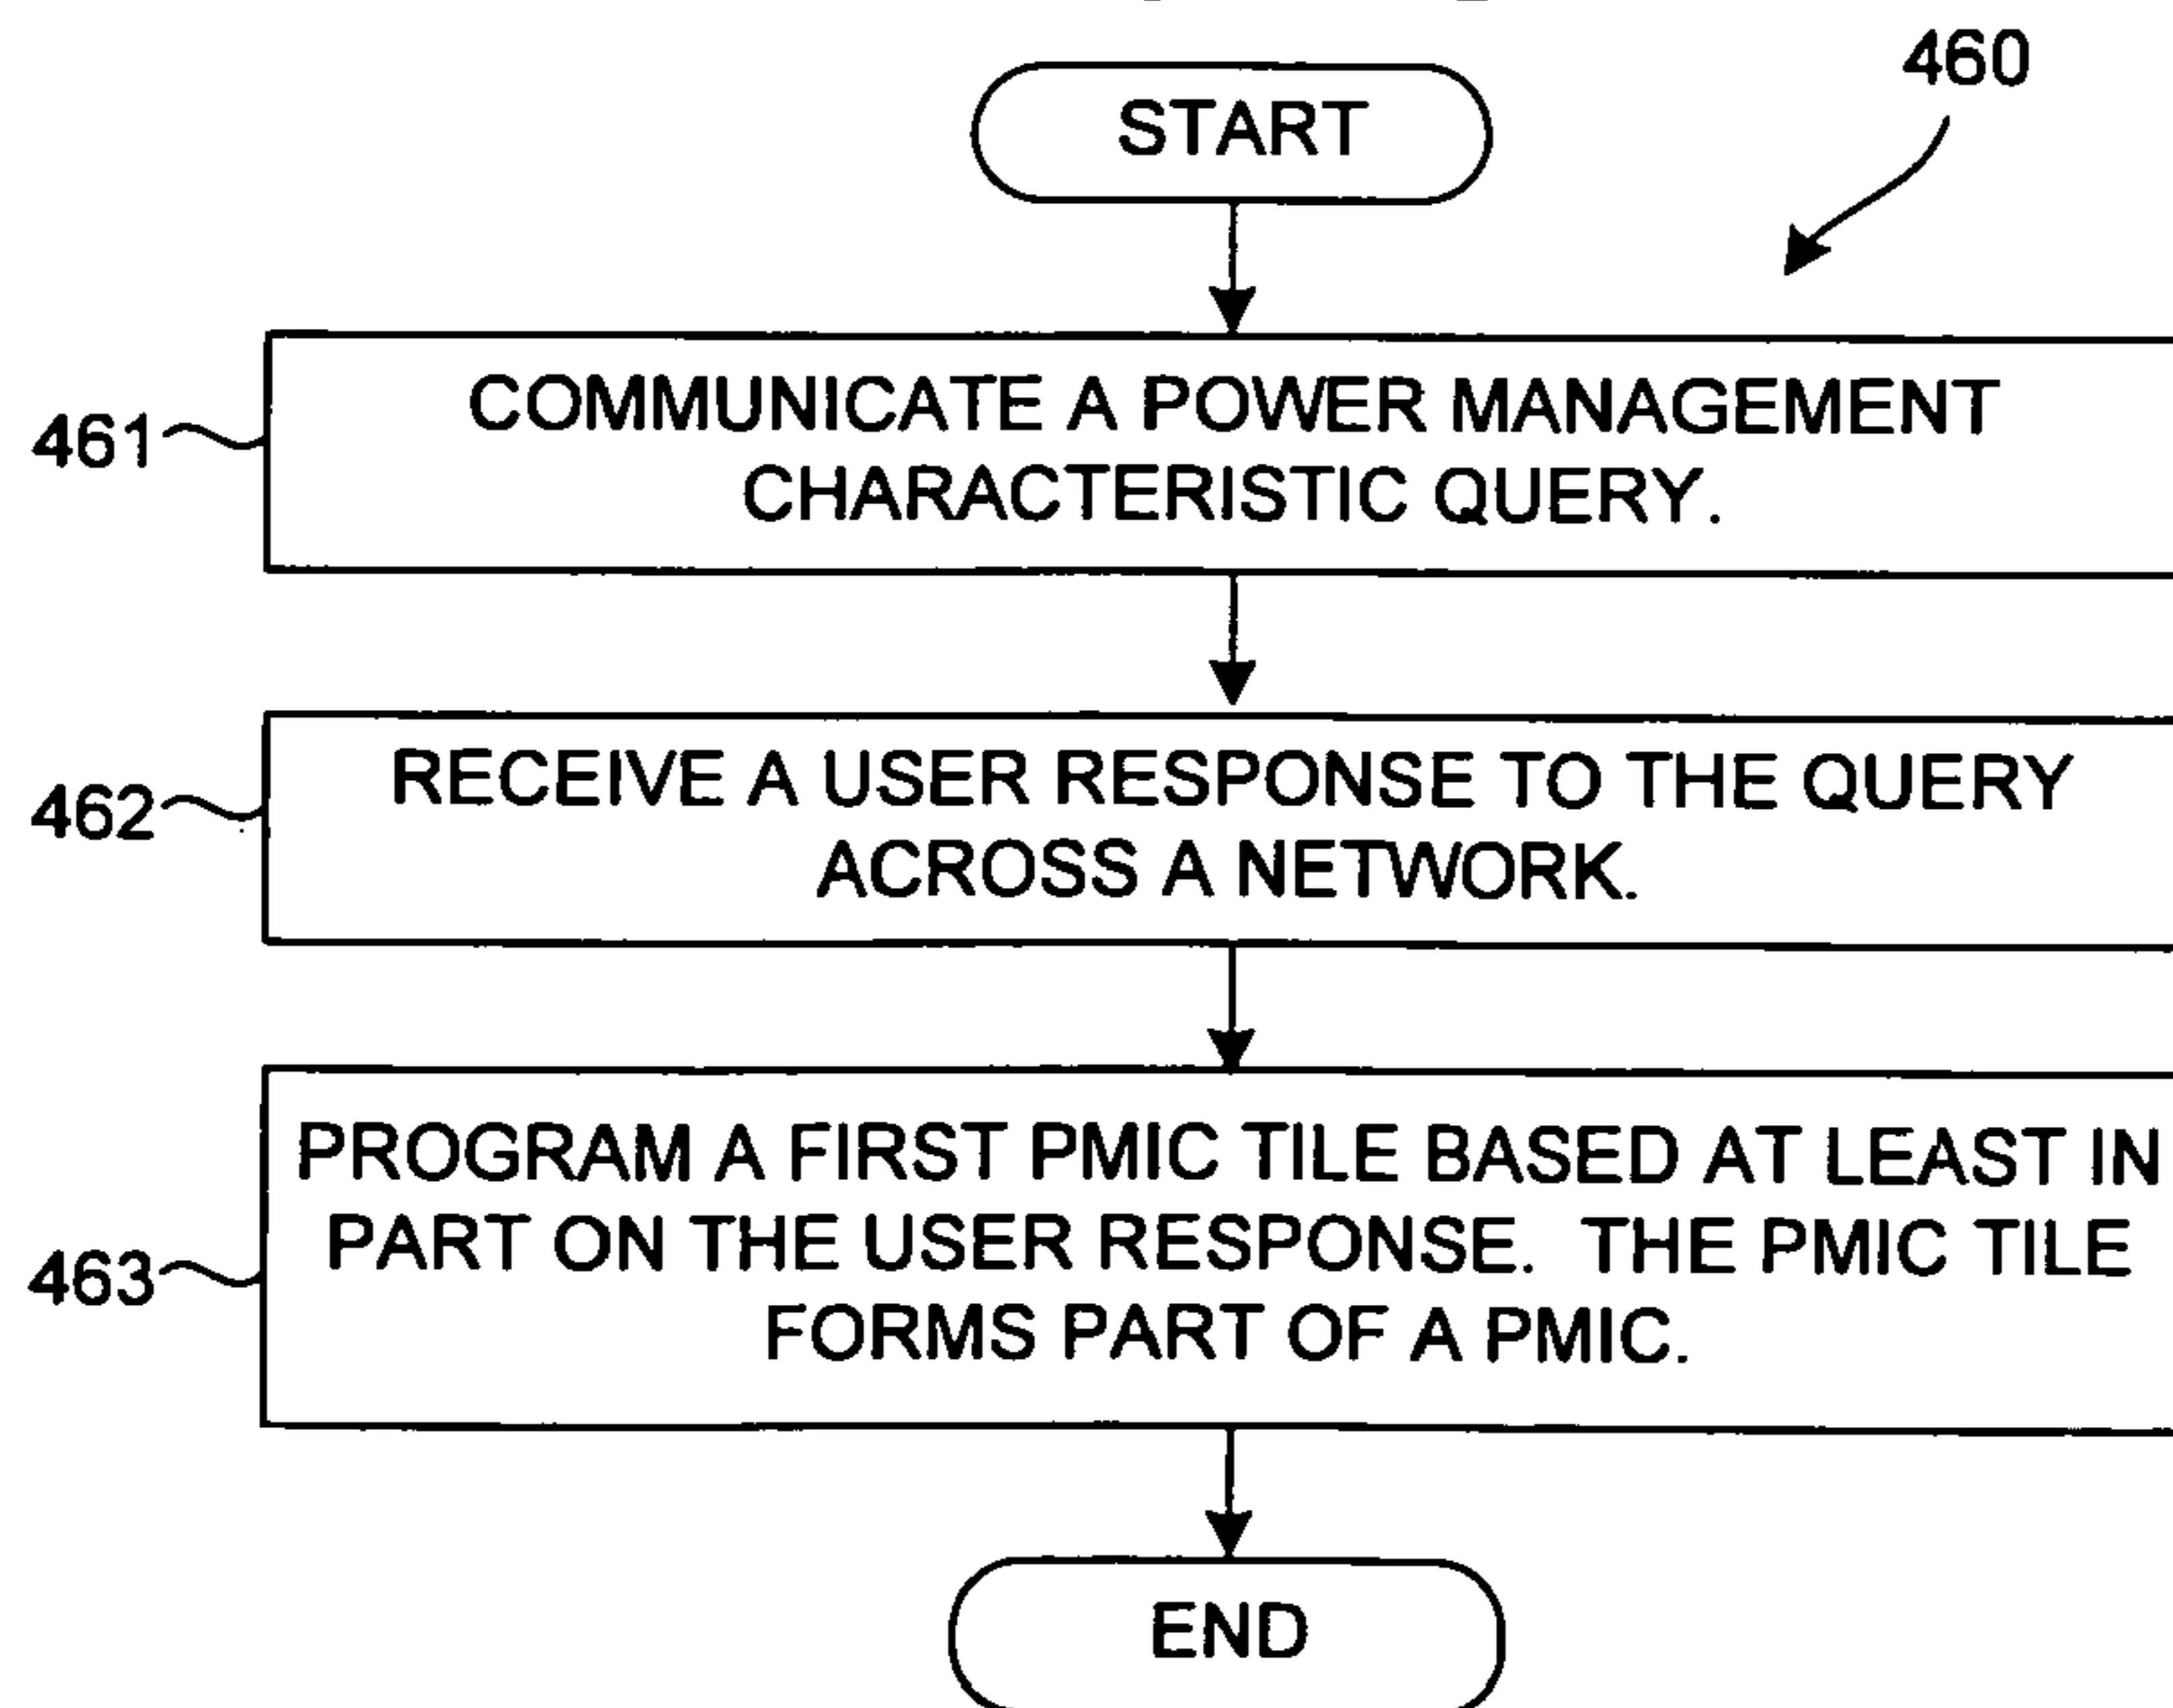 460
START
461
COMMUNICATE A POWER MANAGEMENT
CHARACTERISTIC QUERY.
462
RECEIVE A USER RESPONSE TO THE QUERY
ACROSS A NETWORK.
463
PROGRAM A FIRST PMIC TILE BASED AT LEAST IN
PART ON THE USER RESPONSE. THE PMIC TILE
FORMS PART OF A PMIC.
END